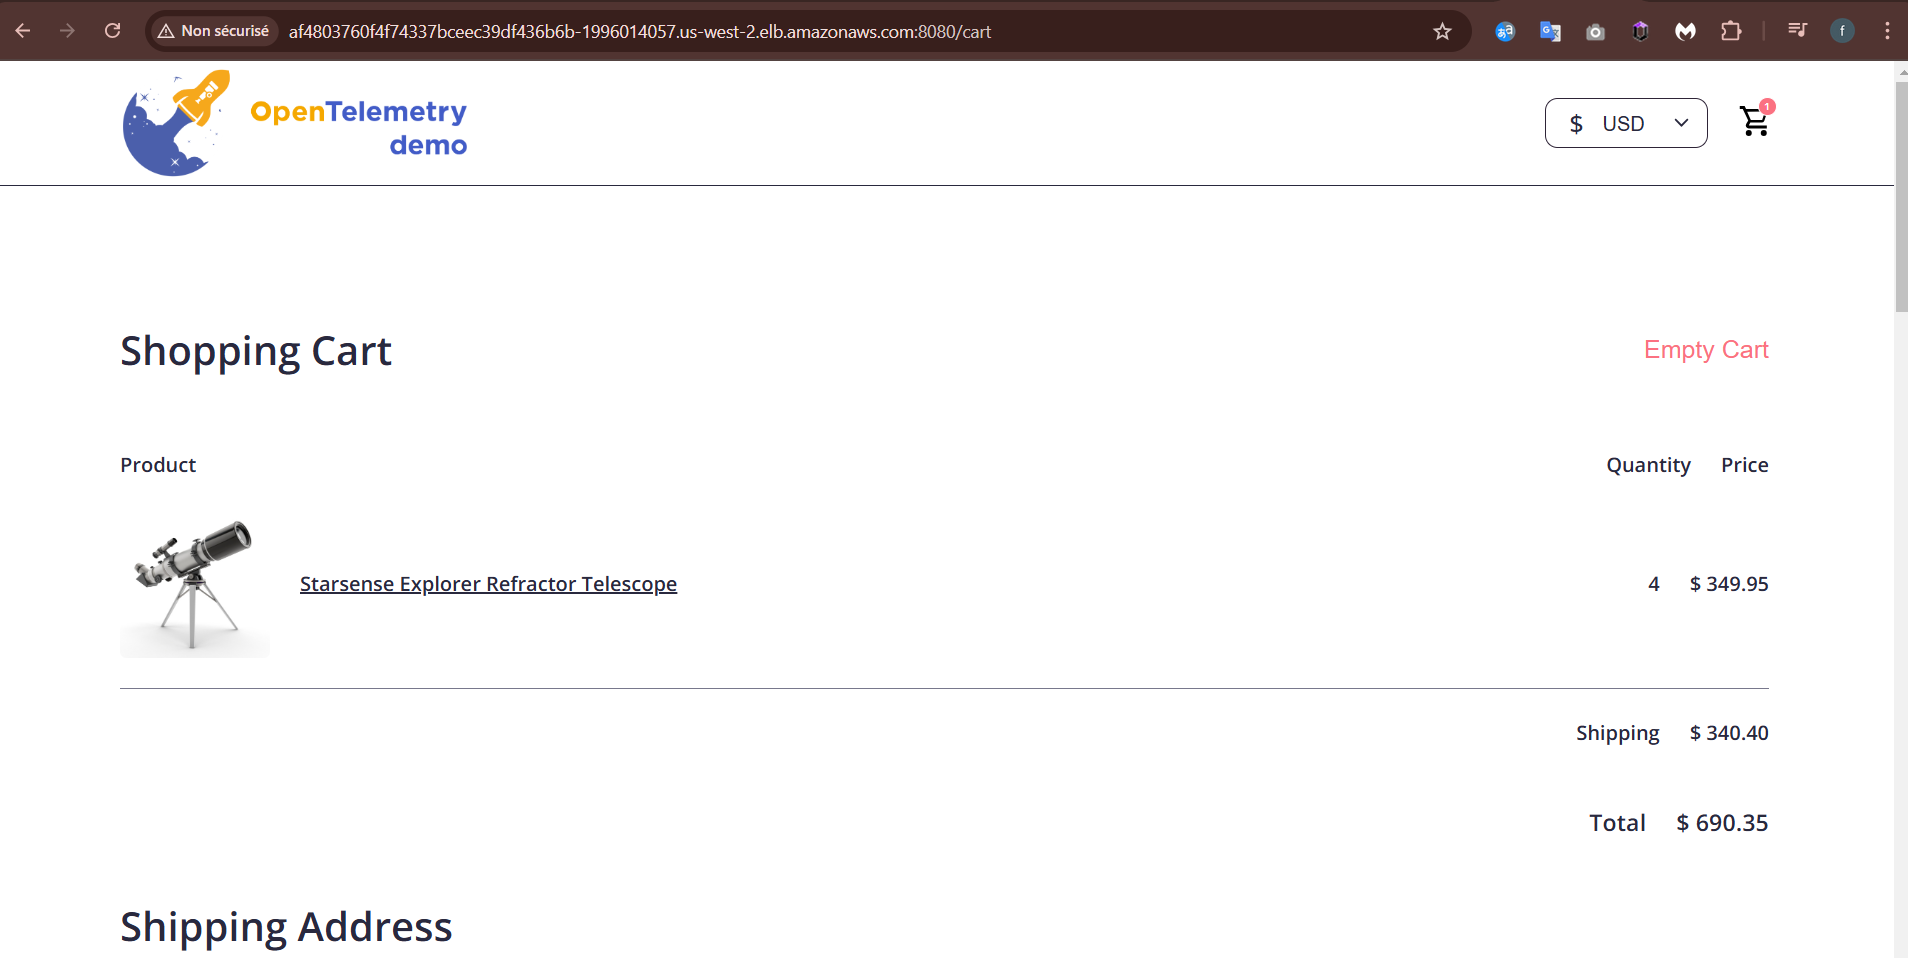 Non sécurisé
af4803760f4f74337bceec39df436b6b-1996014057.us-west-2.elb.amazonaws.com:8080/cart
f
OpenTelemetry
demo
$ USD
1
Shopping Cart
Empty Cart
Product Quantity Price
Starsense Explorer Refractor Telescope 4 $ 349.95
Shipping $ 340.40
Total $ 690.35
Shipping Address